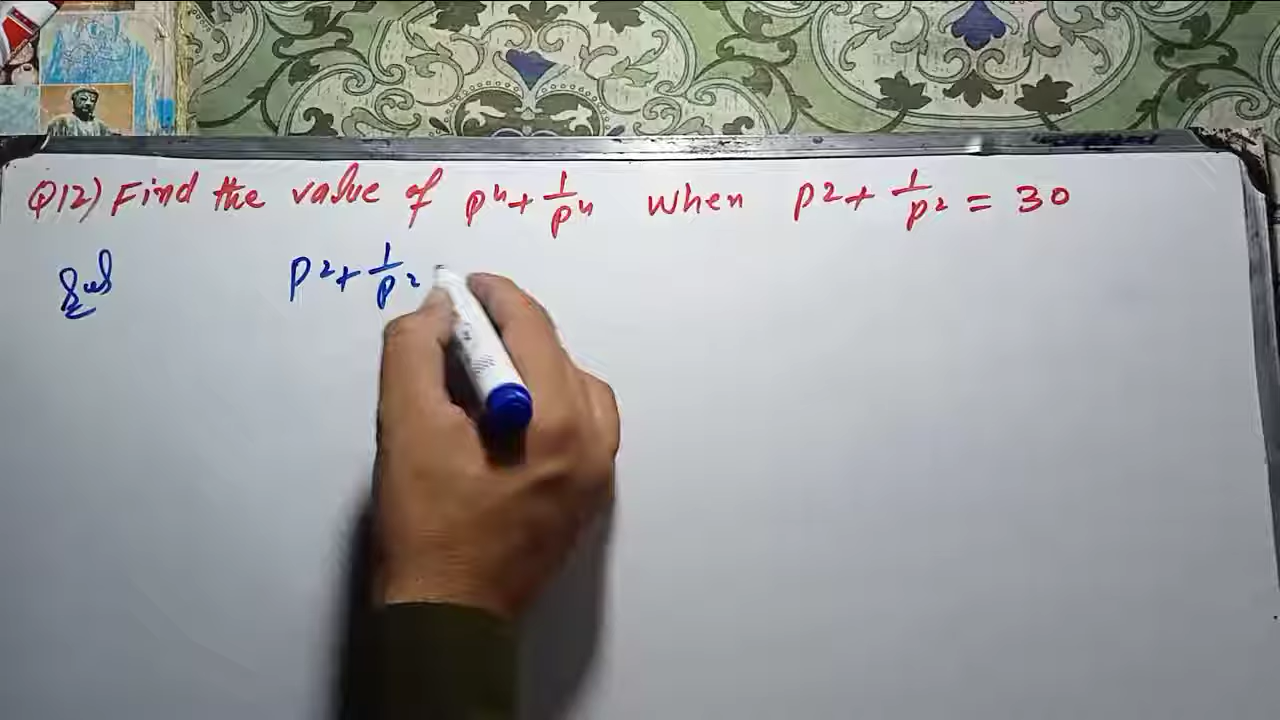 Q12) Find the value of p⁴ + 1/p⁴ when p² + 1/p² = 30
Sol p² + 1/p²